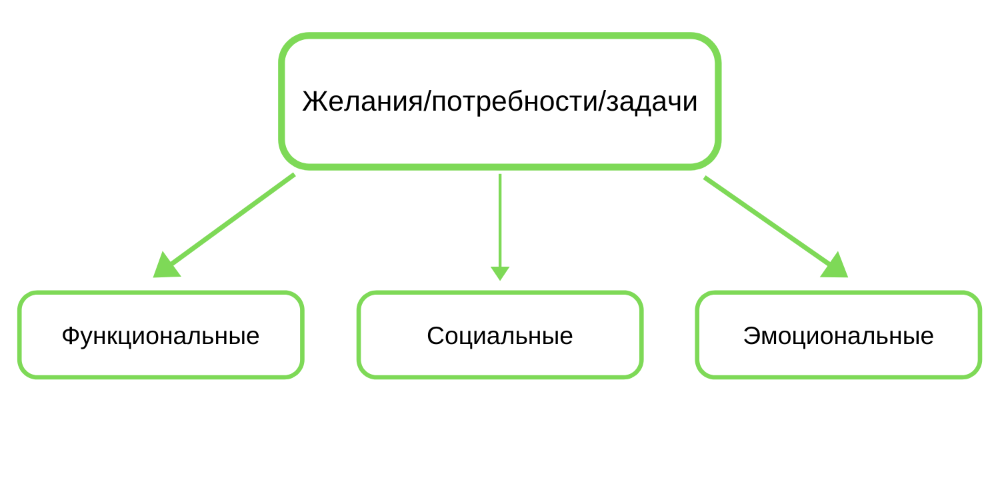 Желания/потребности/задачи
Функциональные
Социальные
Эмоциональные